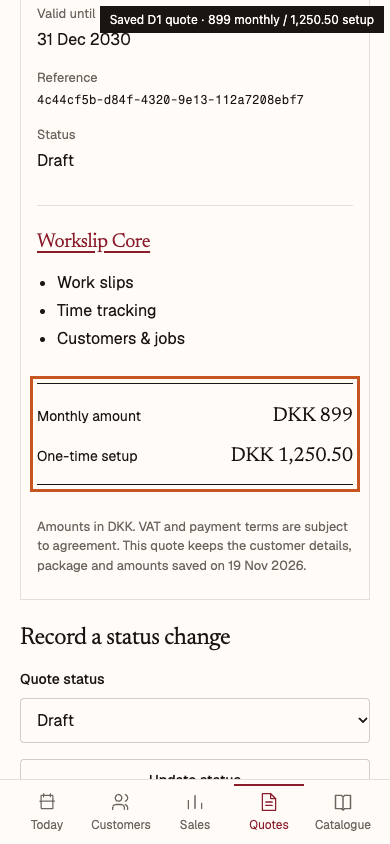 Valid until
Saved D1 quote · 899 monthly / 1,250.50 setup
31 Dec 2030
Reference
4c44cf5b-d84f-4320-9e13-112a7208ebf7
Status
Draft
Workslip Core
• Work slips
• Time tracking
• Customers & jobs
Monthly amount DKK 899
One-time setup DKK 1,250.50
Amounts in DKK. VAT and payment terms are subject
to agreement. This quote keeps the customer details,
package and amounts saved on 19 Nov 2026.
Record a status change
Quote status
Draft
Update status
Today Customers Sales Quotes Catalogue